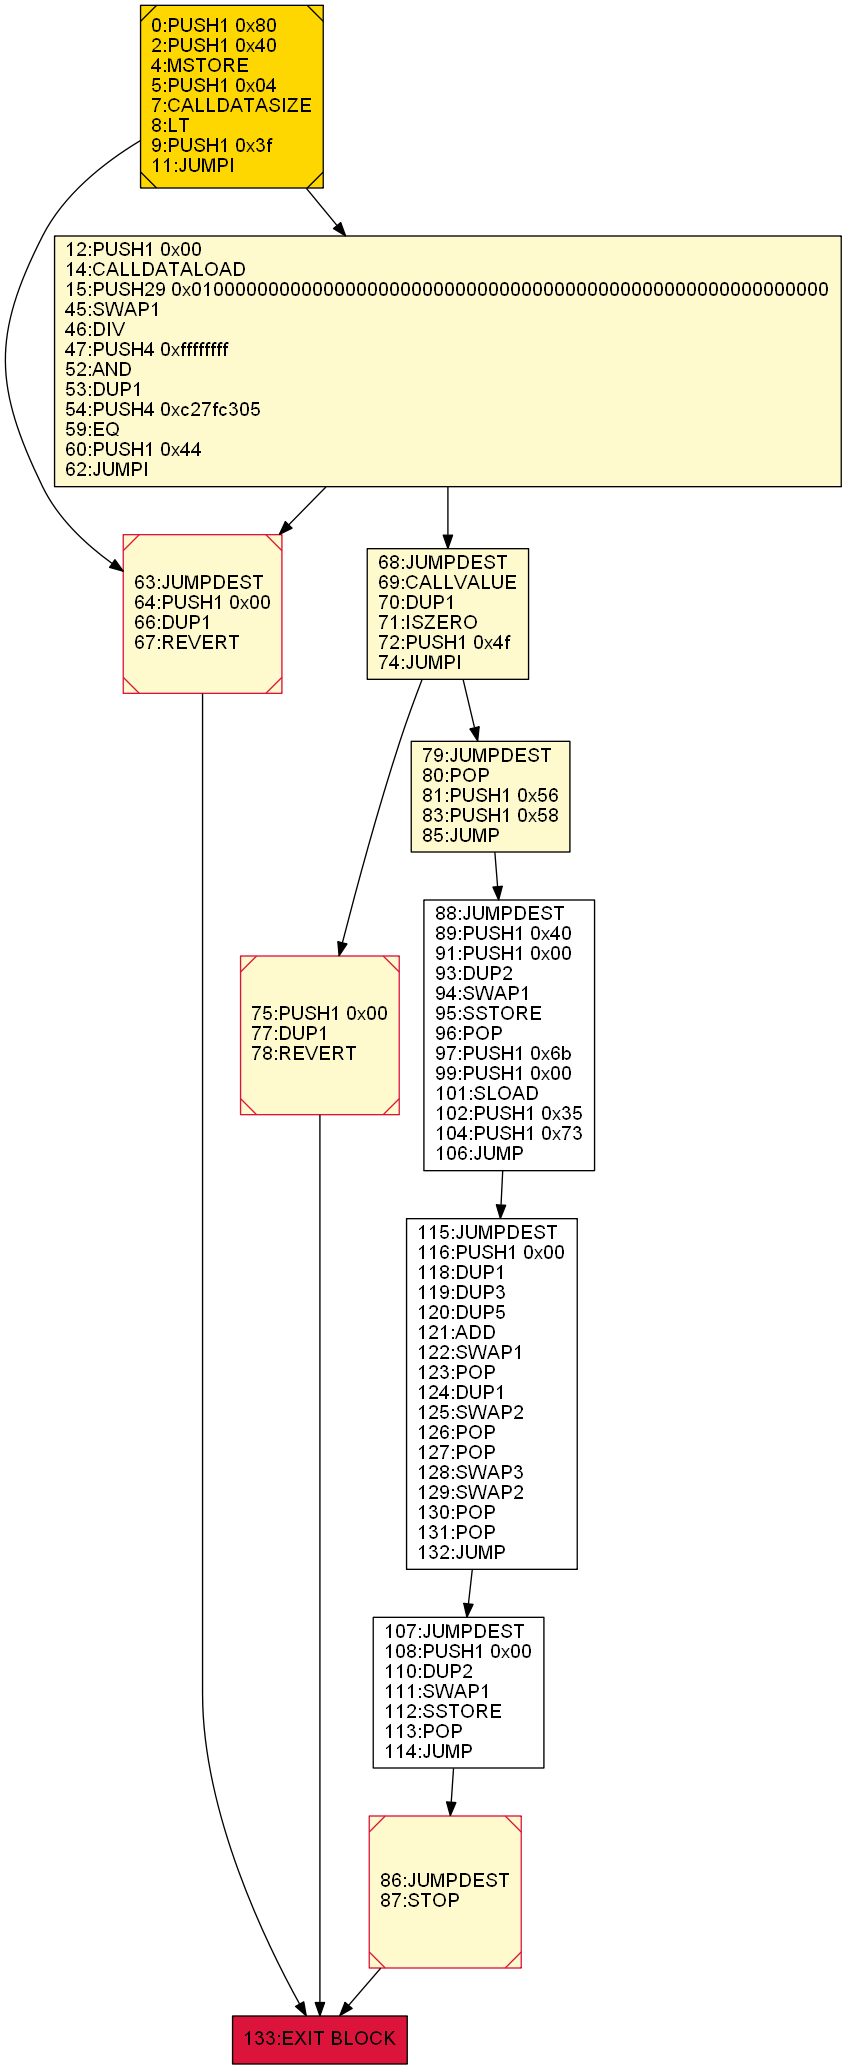 0:PUSH1 0x80
2:PUSH1 0x40
4:MSTORE
5:PUSH1 0x04
7:CALLDATASIZE
8:LT
9:PUSH1 0x3f
11:JUMPI
12:PUSH1 0x00
14:CALLDATALOAD
15:PUSH29 0x0100000000000000000000000000000000000000000000000000000000
45:SWAP1
46:DIV
47:PUSH4 0xffffffff
52:AND
53:DUP1
54:PUSH4 0xc27fc305
59:EQ
60:PUSH1 0x44
62:JUMPI
63:JUMPDEST
64:PUSH1 0x00
66:DUP1
67:REVERT
68:JUMPDEST
69:CALLVALUE
70:DUP1
71:ISZERO
72:PUSH1 0x4f
74:JUMPI
79:JUMPDEST
80:POP
81:PUSH1 0x56
83:PUSH1 0x58
85:JUMP
75:PUSH1 0x00
77:DUP1
78:REVERT
88:JUMPDEST
89:PUSH1 0x40
91:PUSH1 0x00
93:DUP2
94:SWAP1
95:SSTORE
96:POP
97:PUSH1 0x6b
99:PUSH1 0x00
101:SLOAD
102:PUSH1 0x35
104:PUSH1 0x73
106:JUMP
115:JUMPDEST
116:PUSH1 0x00
118:DUP1
119:DUP3
120:DUP5
121:ADD
122:SWAP1
123:POP
124:DUP1
125:SWAP2
126:POP
127:POP
128:SWAP3
129:SWAP2
130:POP
131:POP
132:JUMP
107:JUMPDEST
108:PUSH1 0x00
110:DUP2
111:SWAP1
112:SSTORE
113:POP
114:JUMP
86:JUMPDEST
87:STOP
133:EXIT BLOCK